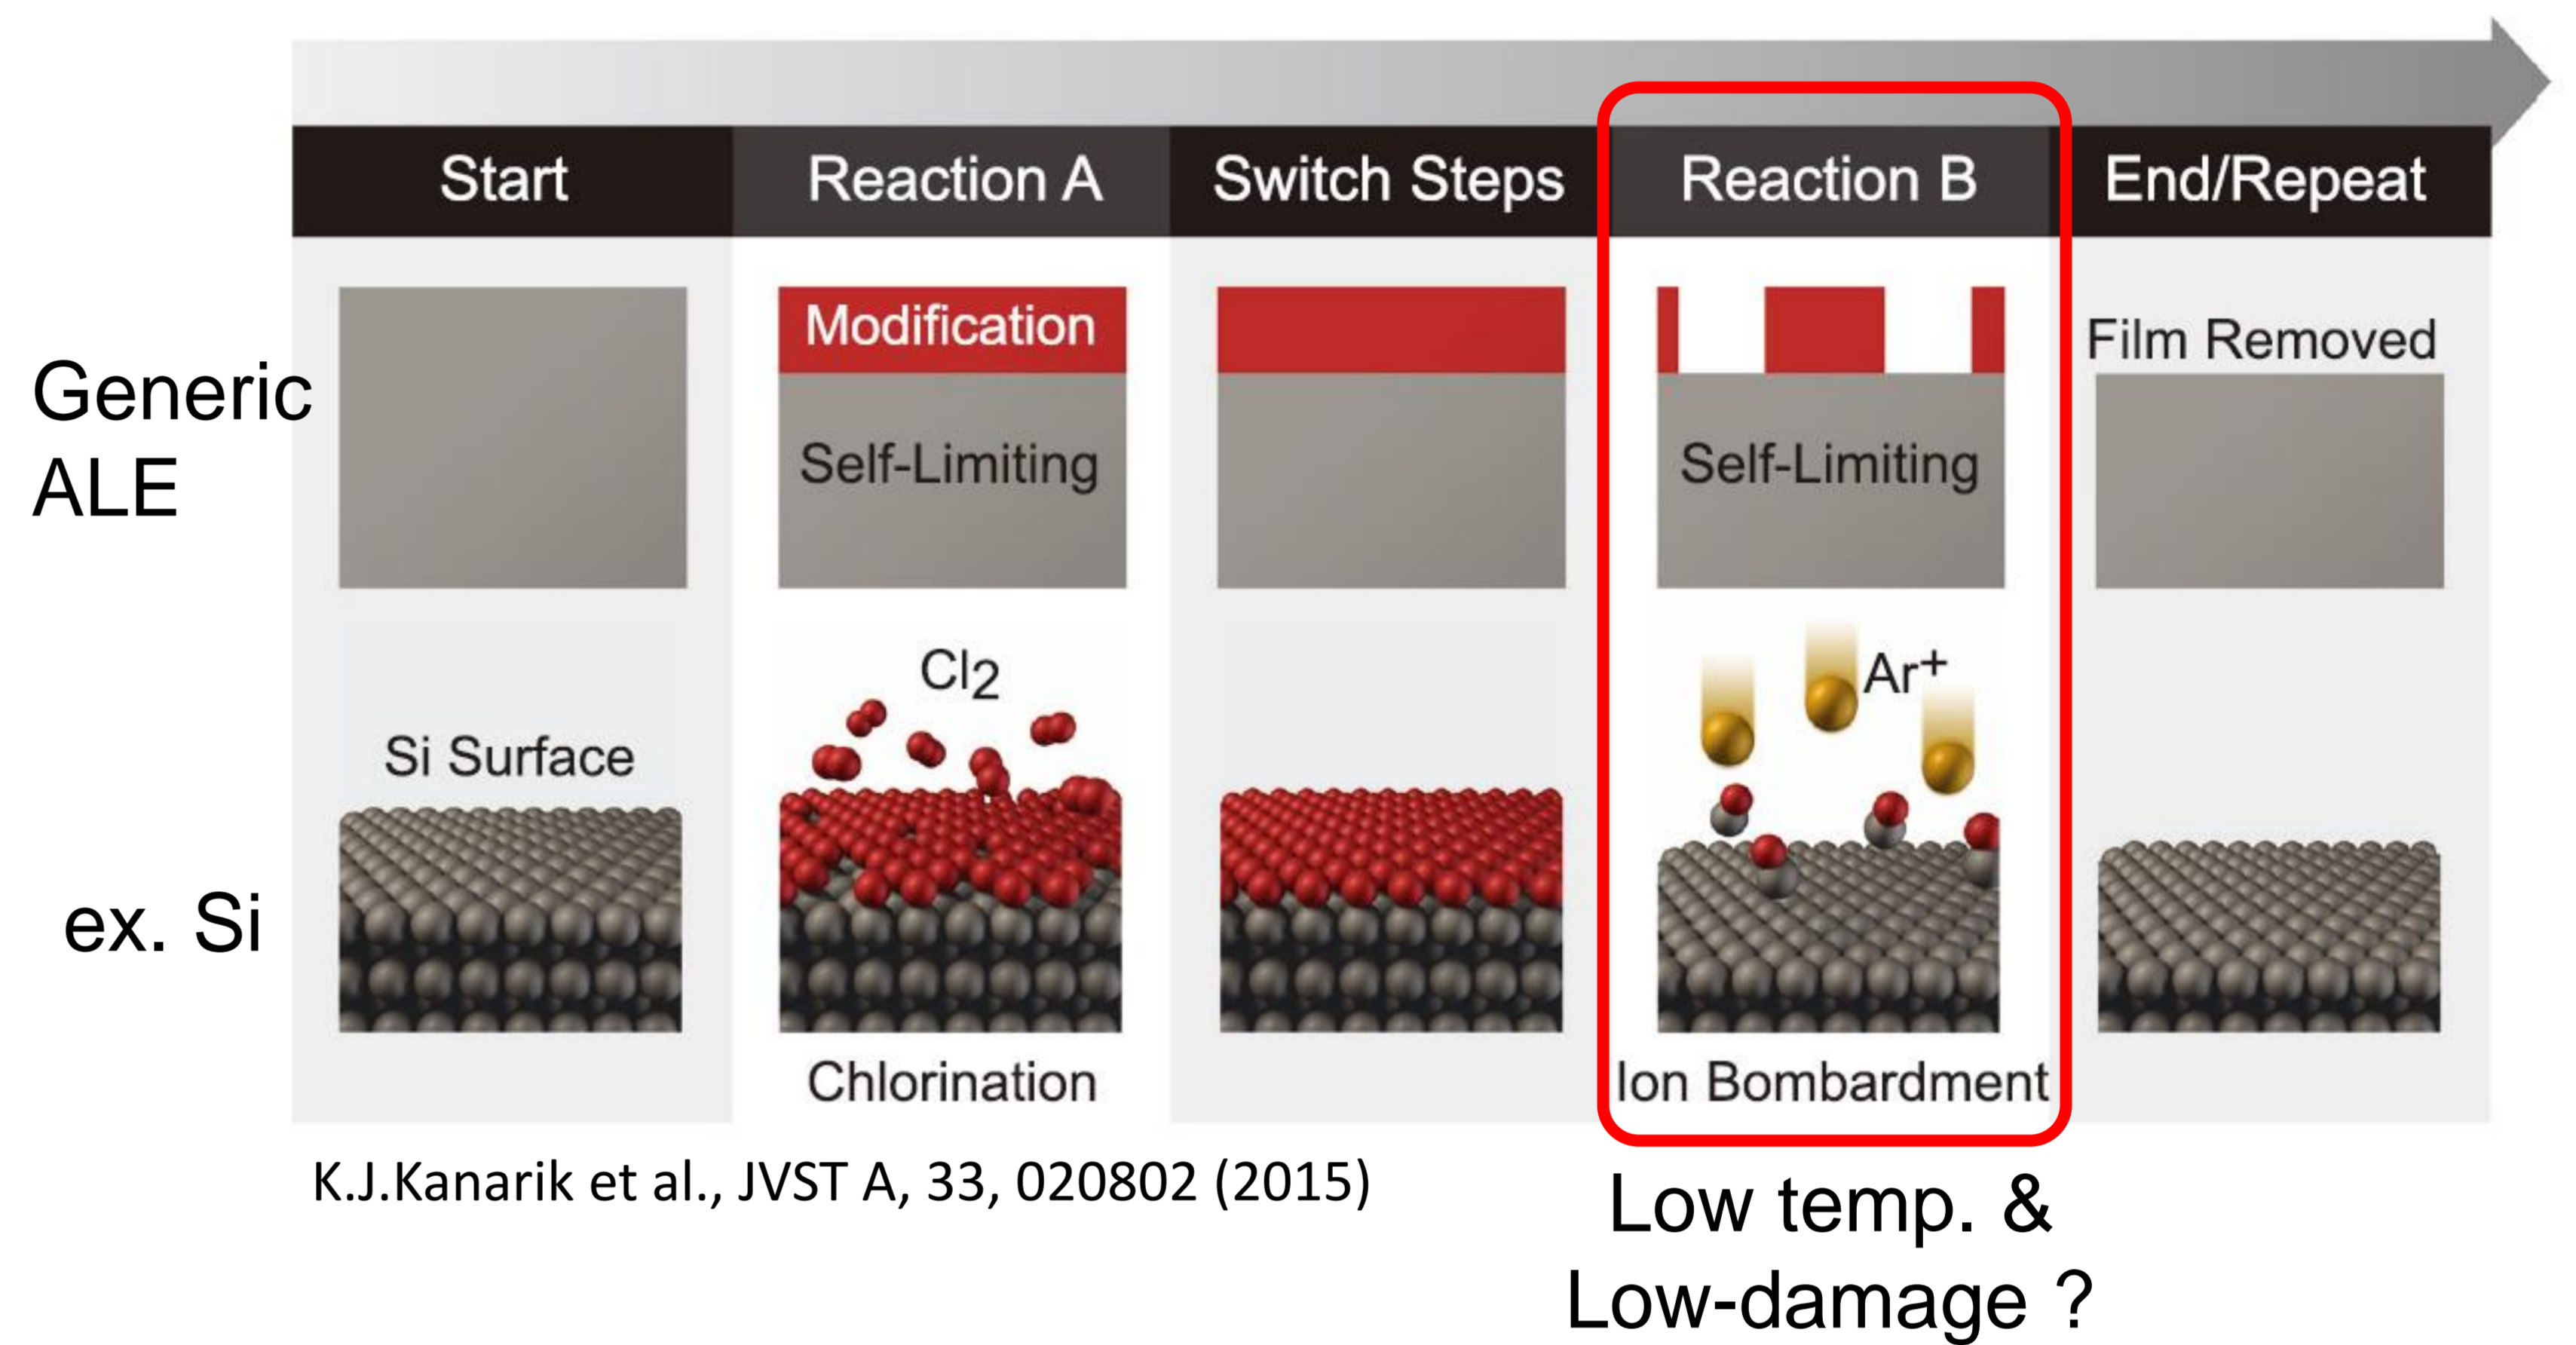 Start
Reaction A
Switch Steps
Reaction B
End/Repeat
Generic
ALE
Modification
Self-Limiting
Self-Limiting
Film Removed
ex. Si
Si Surface
Cl2
Chlorination
Ar+
Ion Bombardment
K.J.Kanarik et al., JVST A, 33, 020802 (2015)
Low temp. &
Low-damage ?